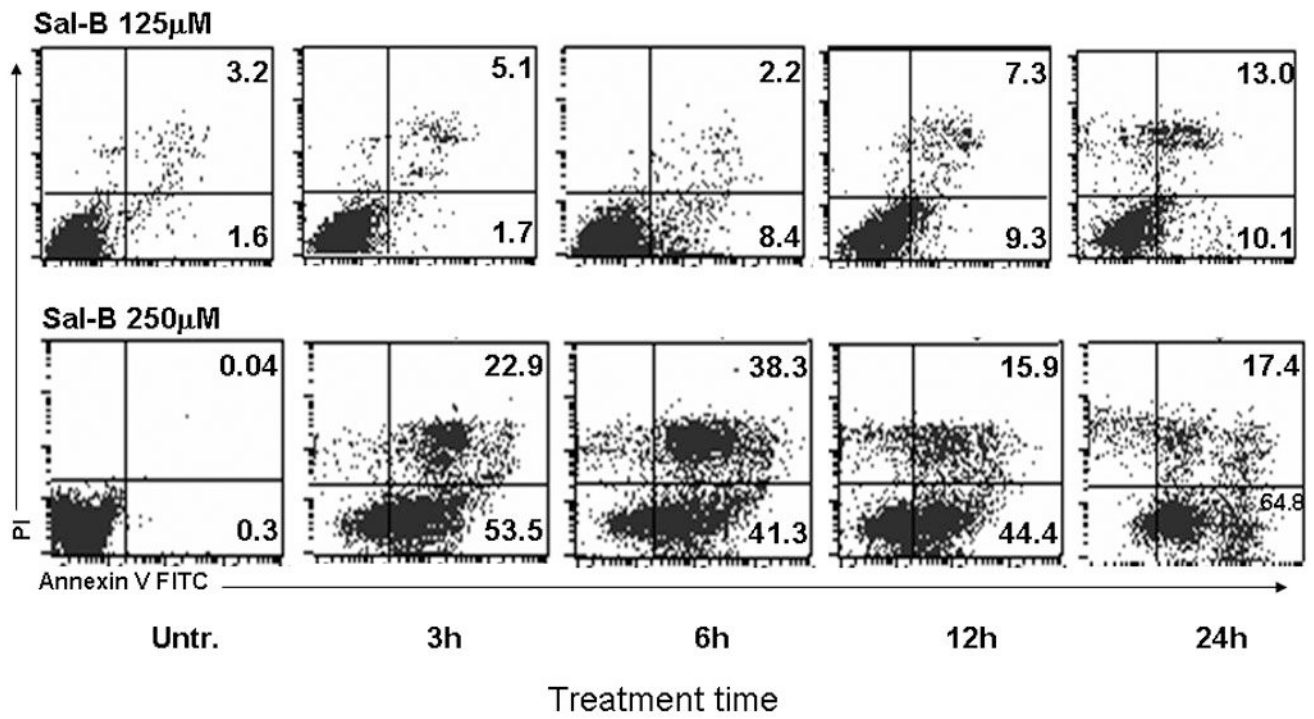 Sal-B 125μM
3.2 5.1 2.2 7.3 13.0
1.6 1.7 8.4 9.3 10.1
Sal-B 250μM
0.04 22.9 38.3 15.9 17.4
0.3 53.5 41.3 44.4 64.8
PI
Annexin V FITC
Untr. 3h 6h 12h 24h
Treatment time